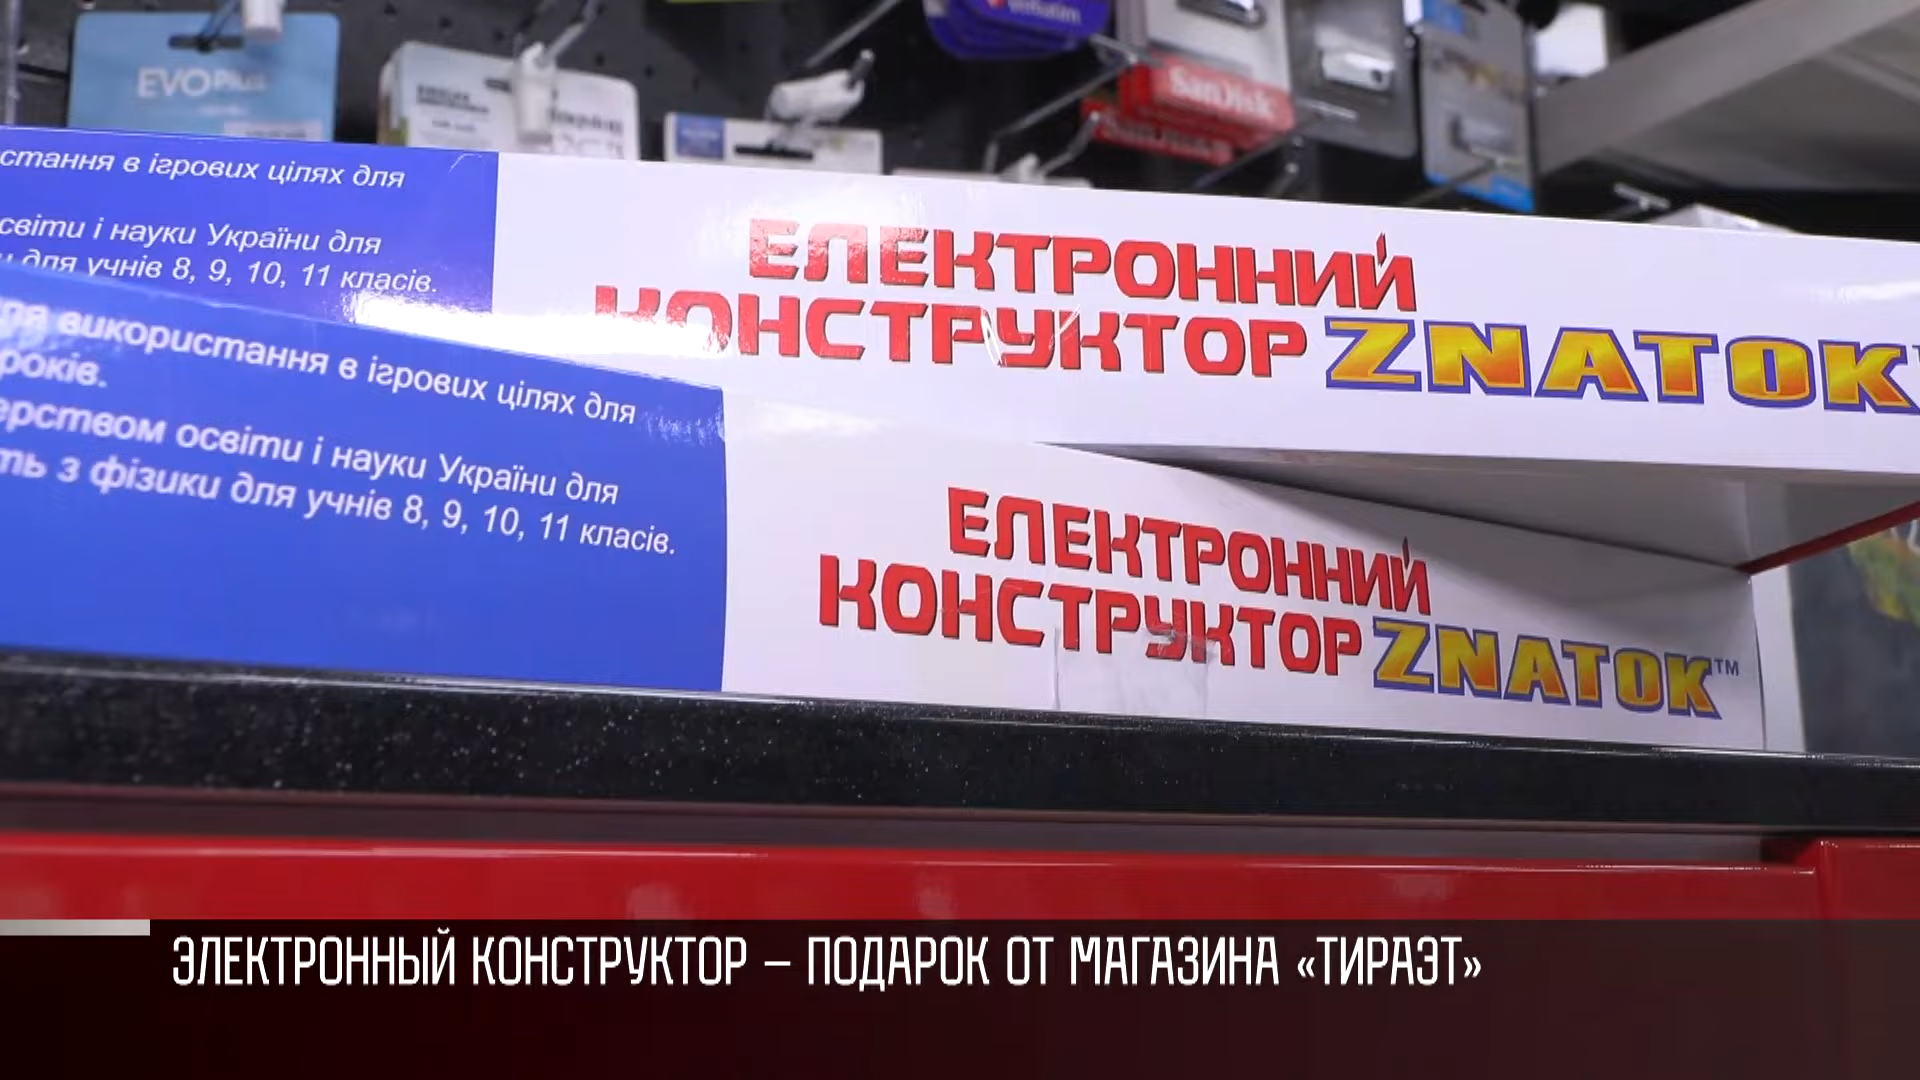 EVO
Verbatim
SanDisk
SanDisk
стання в ігрових цілях для
світи і науки України для
для учнів 8, 9, 10, 11 класів.
ЕЛЕКТРОННИЙ
КОНСТРУКТОР ZNATOK
для використання в ігрових цілях для
років.
ерством освіти і науки України для
ть з фізики для учнів 8, 9, 10, 11 класів.
ЕЛЕКТРОННИЙ
КОНСТРУКТОР ZNATOK™
ЭЛЕКТРОННЫЙ КОНСТРУКТОР – ПОДАРОК ОТ МАГАЗИНА «ТИРАЭТ»